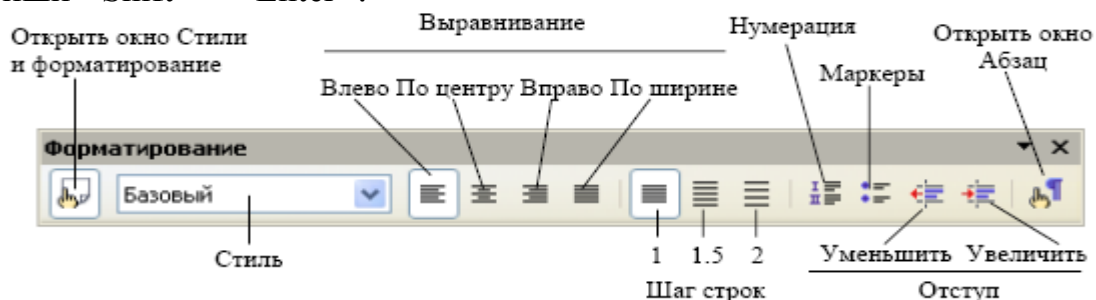 Открыть окно Стили
и форматирование
Выравнивание
Нумерация
Открыть окно
Абзац
Маркеры
Влево По центру Вправо По ширине
Форматирование
Базовый
Стиль
1 1.5 2
Уменьшить Увеличить
Шаг строк
Отступ